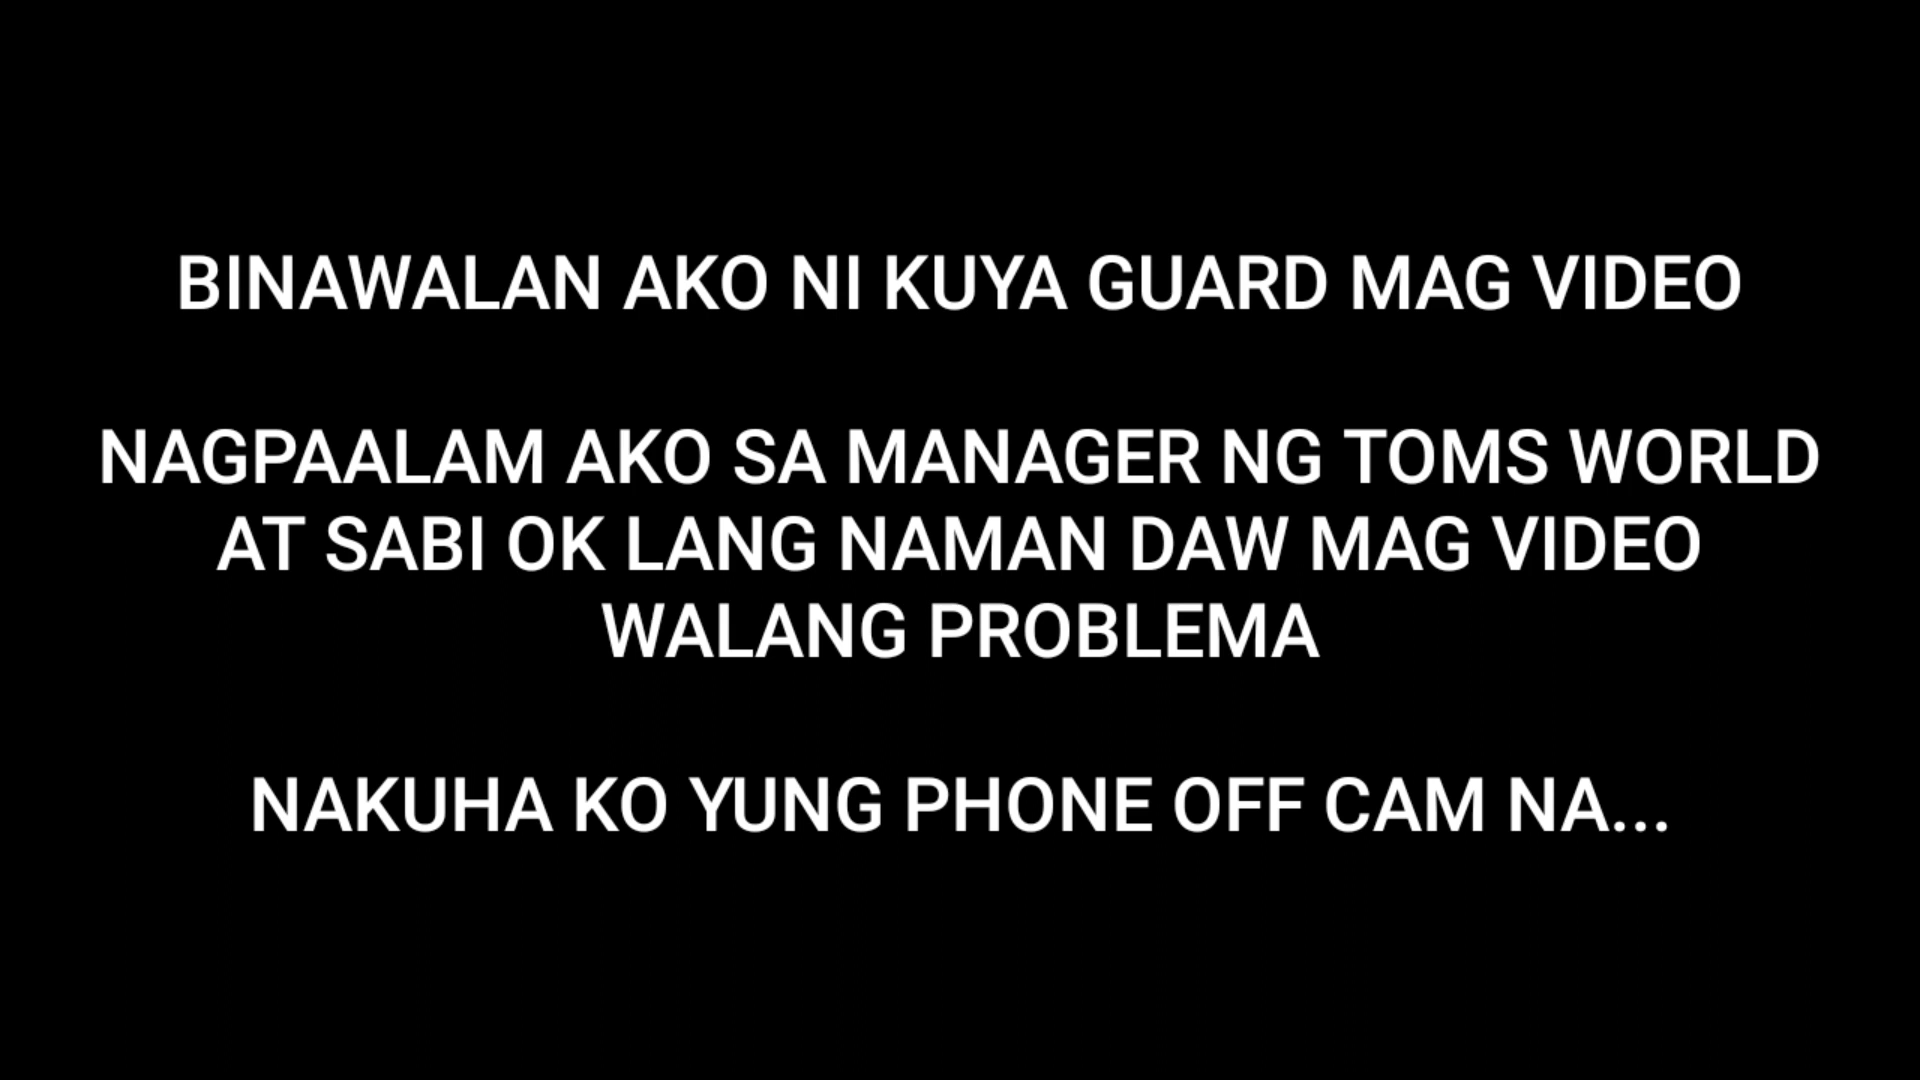 BINAWALAN AKO NI KUYA GUARD MAG VIDEO
NAGPAALAM AKO SA MANAGER NG TOMS WORLD
AT SABI OK LANG NAMAN DAW MAG VIDEO
WALANG PROBLEMA
NAKUHA KO YUNG PHONE OFF CAM NA...